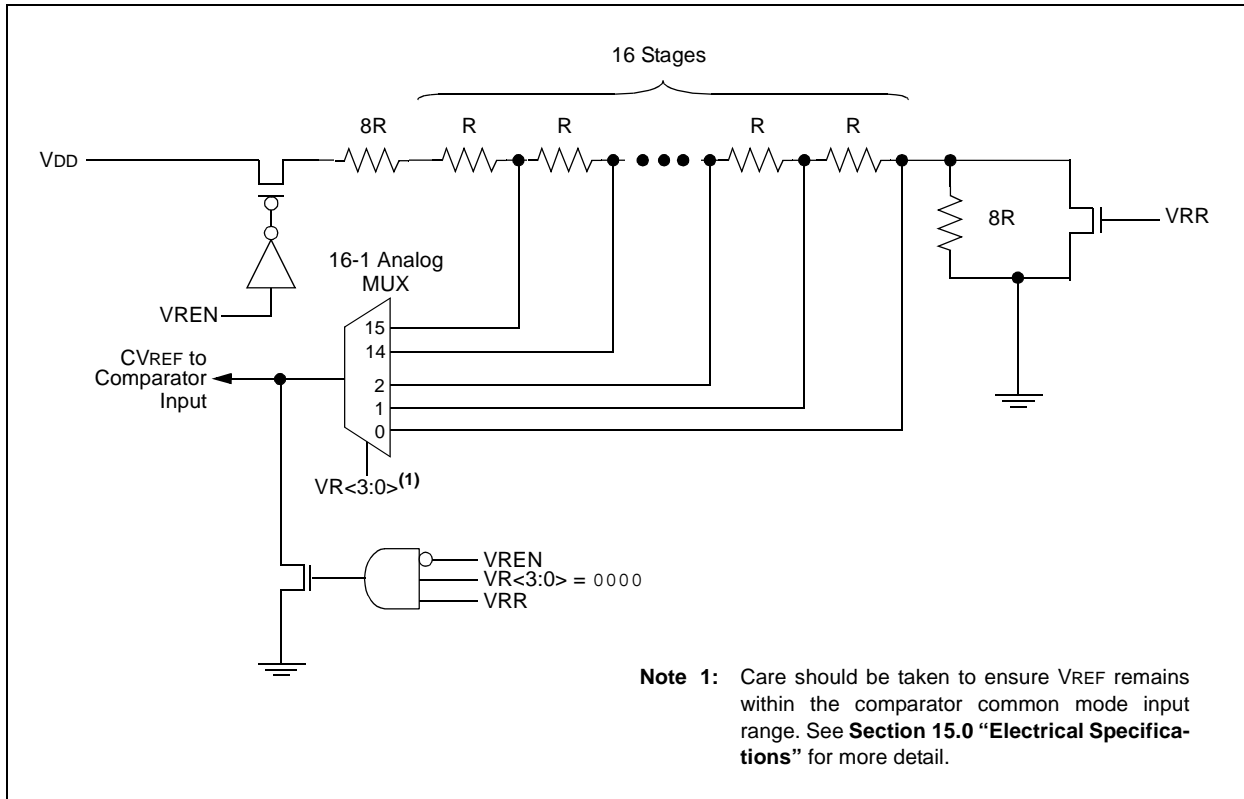 16 Stages
8R R R R R
VDD
8R
VRR
16-1 Analog
MUX
VREN
15
14
2
1
0
CVREF to
Comparator
Input
VR<3:0>(1)
VREN
VR<3:0> = 0000
VRR
Note 1: Care should be taken to ensure VREF remains
within the comparator common mode input
range. See Section 15.0 “Electrical Specifica-
tions” for more detail.